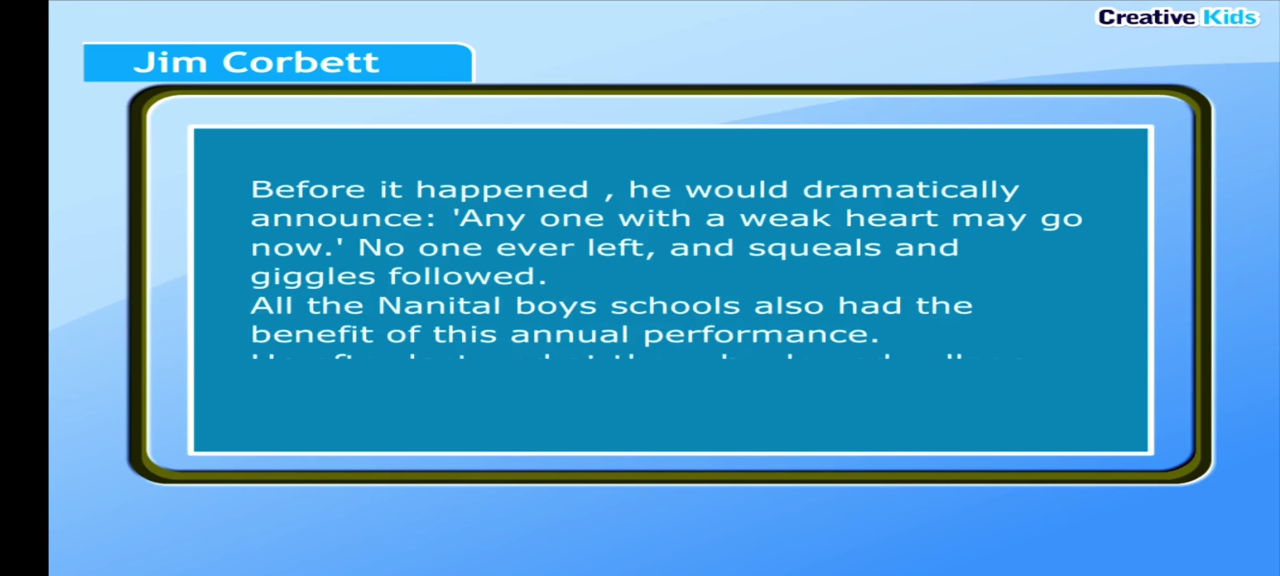 Creative Kids
Jim Corbett
Before it happened , he would dramatically
announce: 'Any one with a weak heart may go
now.' No one ever left, and squeals and
giggles followed.
All the Nanital boys schools also had the
benefit of this annual performance.